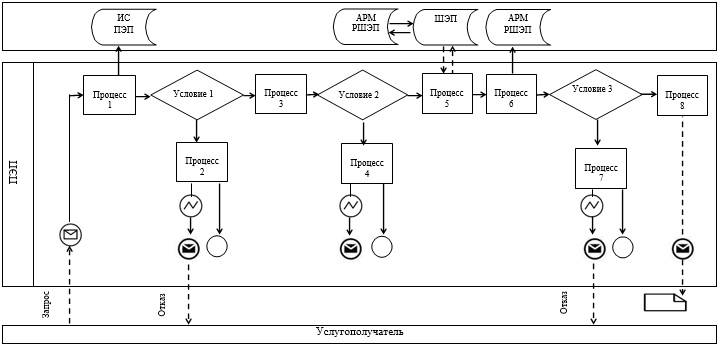 ИС
ПЭП
АРМ
РШЭП
ШЭП
АРМ
РШЭП
ПЭП
Процесс
1
Условие 1
Процесс
3
Условие 2
Процесс
5
Процесс
6
Условие 3
Процесс
8
Процесс
2
Процесс
4
Процесс
7
Запрос
Отказ
Отказ
Услугополучатель